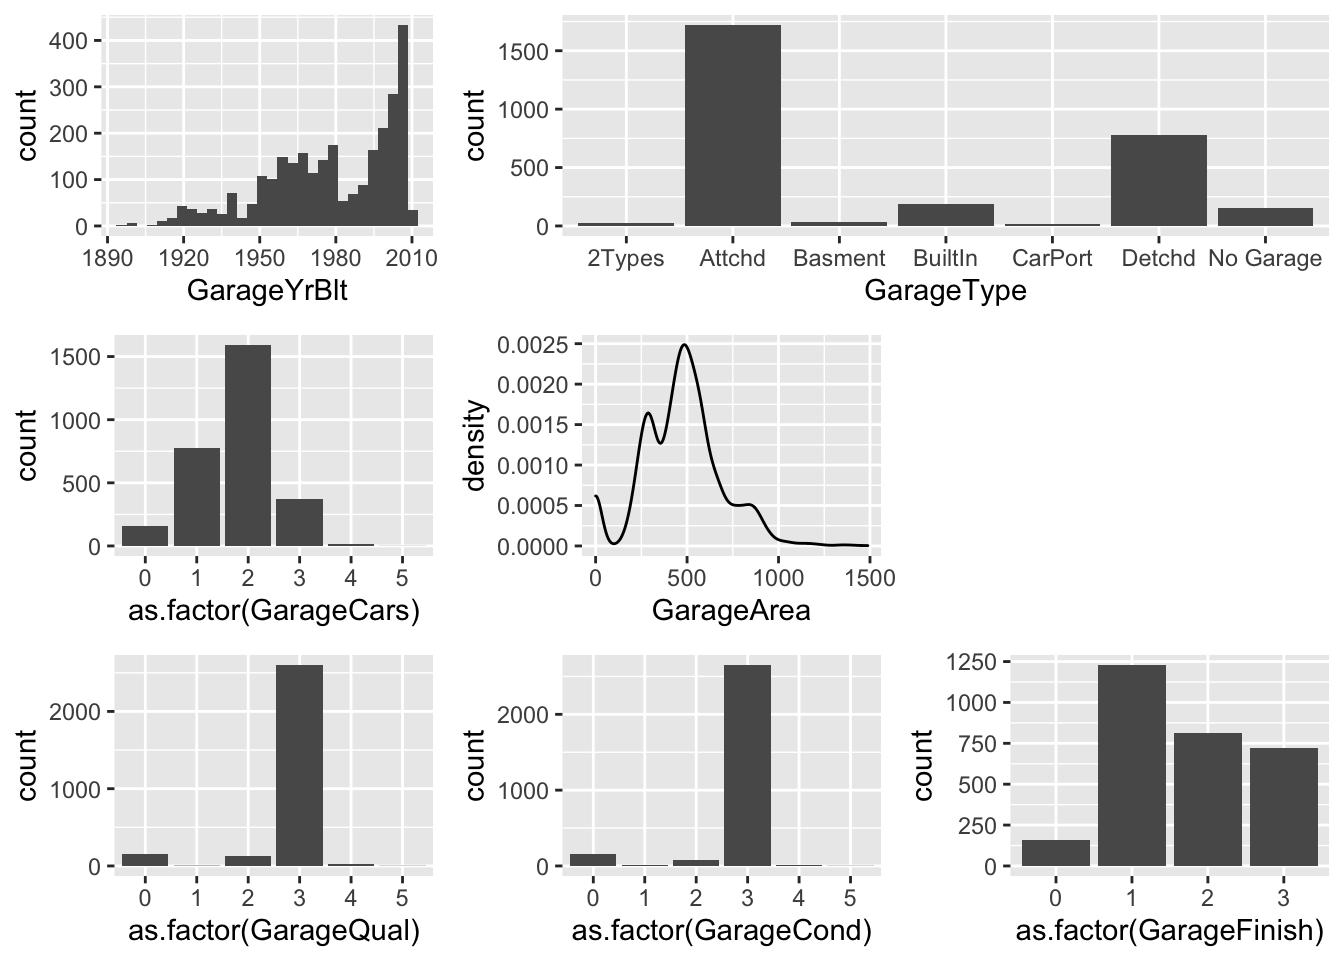 count
400
300
200
100
0
1890 1920 1950 1980 2010
GarageYrBlt
count
1500
1000
500
0
2Types Attchd Basment BuiltIn CarPort Detchd No Garage
GarageType
count
1500
1000
500
0
0 1 2 3 4 5
as.factor(GarageCars)
density
0.0025
0.0020
0.0015
0.0010
0.0005
0.0000
0 500 1000 1500
GarageArea
count
2000
1000
0
0 1 2 3 4 5
as.factor(GarageQual)
count
2000
1000
0
0 1 2 3 4 5
as.factor(GarageCond)
count
1250
1000
750
500
250
0
0 1 2 3
as.factor(GarageFinish)